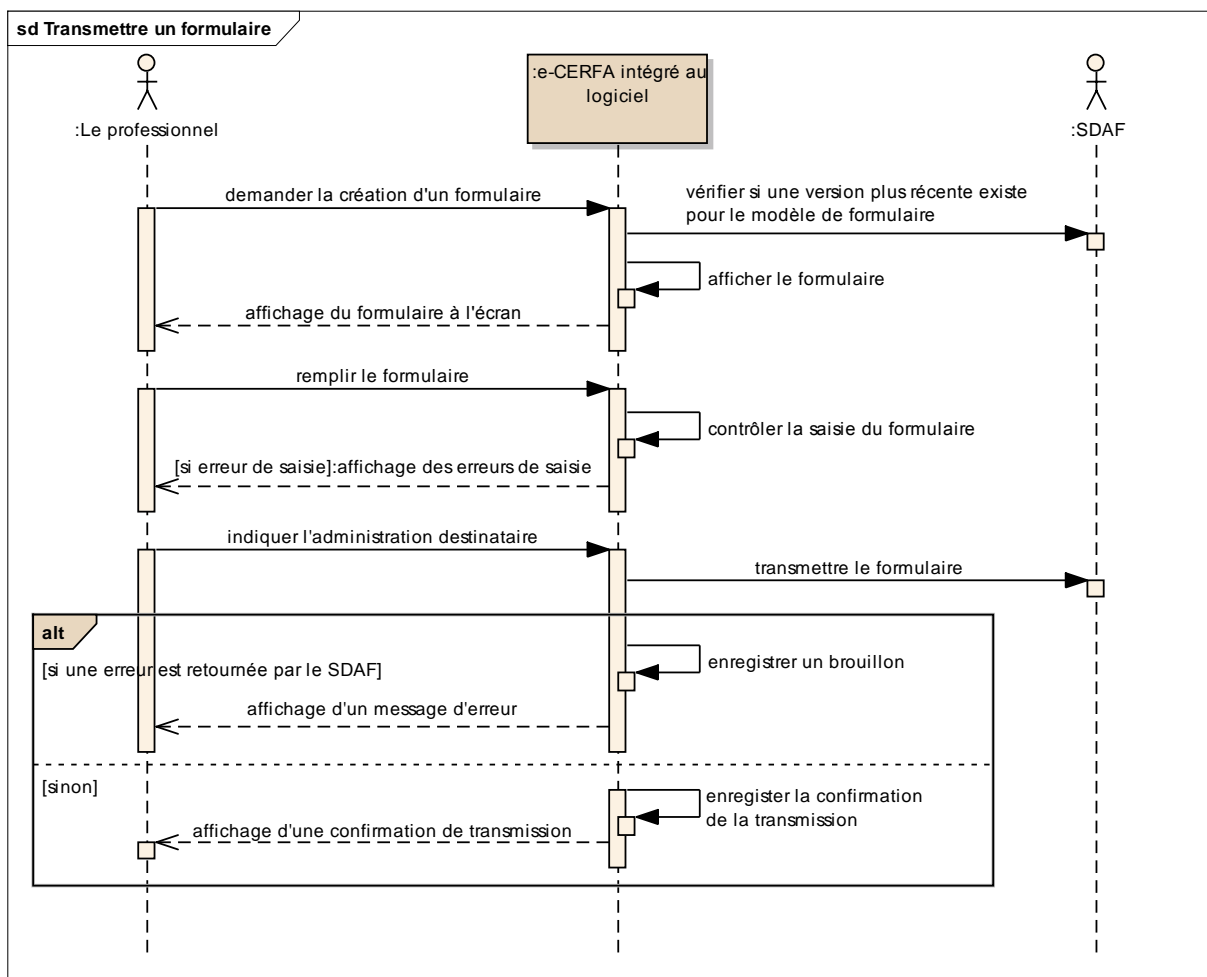 sd Transmettre un formulaire
:Le professionnel
:e-CERFA intégré au
logiciel
:SDAF
demander la création d'un formulaire
vérifier si une version plus récente existe
pour le modèle de formulaire
afficher le formulaire
affichage du formulaire à l'écran
remplir le formulaire
contrôler la saisie du formulaire
[si erreur de saisie]:affichage des erreurs de saisie
indiquer l'administration destinataire
transmettre le formulaire
alt
[si une erreur est retournée par le SDAF]
enregistrer un brouillon
affichage d'un message d'erreur
[sinon]
enregister la confirmation
de la transmission
affichage d'une confirmation de transmission